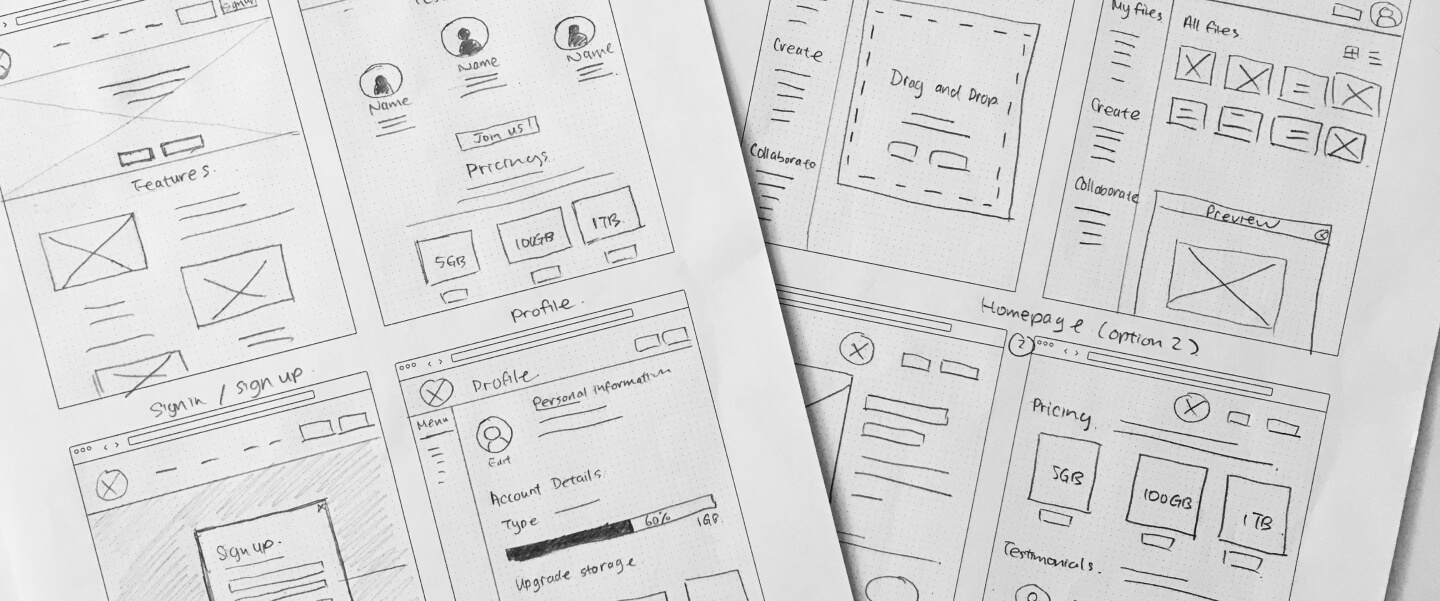 Sign up
Features.
Name
Name
Name
Join us!
Pricings
5GB
100GB
1TB.
Sign in / sign up.
Sign up.
Profile.
Profile
Menu
Personal information
Account Details.
Type
60%
Upgrade storage
Create
Collaborate
Drag and Drop
My files
Create
Collaborate
All files
Preview
Homepage (option 2)
2
Pricing
5GB
100GB
1TB
Testimonials.